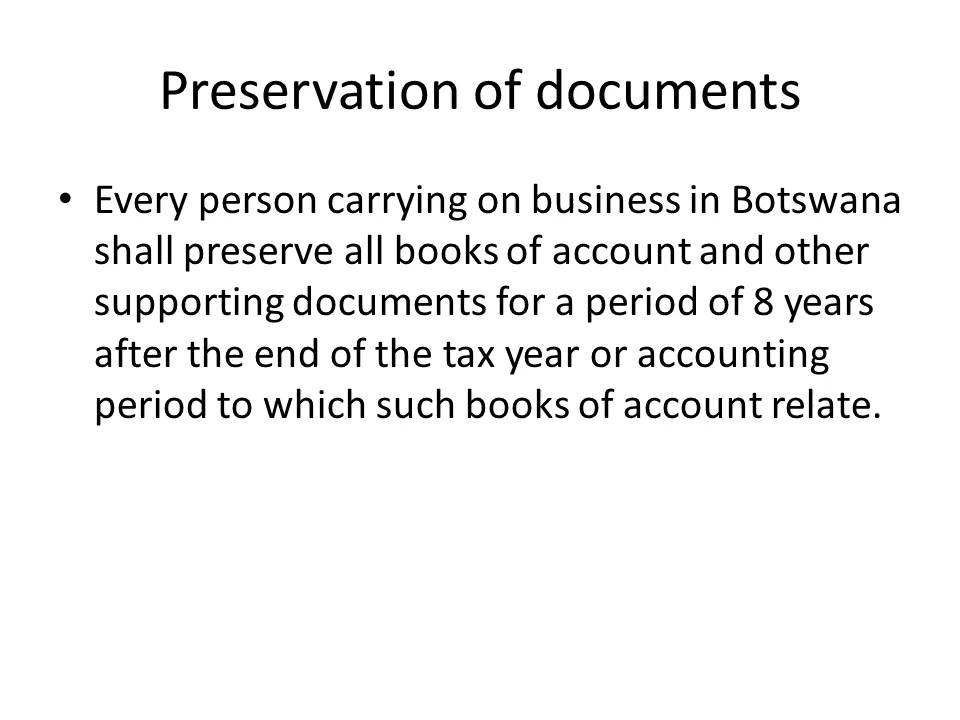 Preservation of documents
• Every person carrying on business in Botswana
shall preserve all books of account and other
supporting documents for a period of 8 years
after the end of the tax year or accounting
period to which such books of account relate.